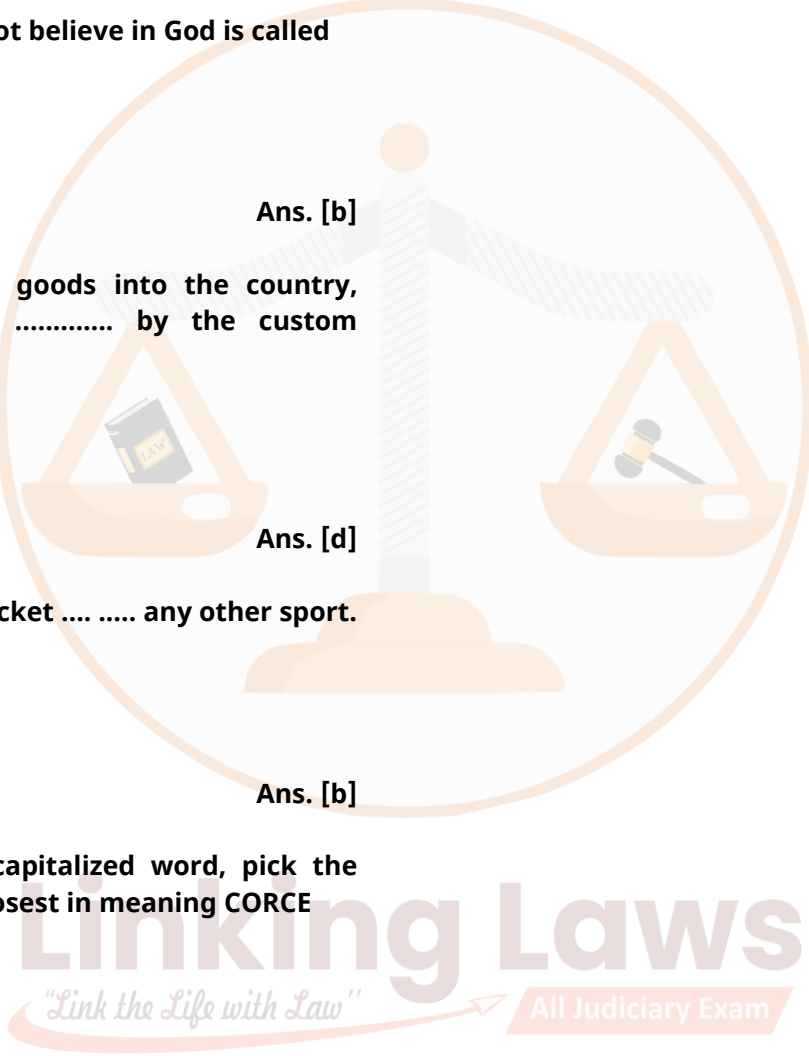 ot believe in God is called
Ans. [b]
goods into the country,
............. by the custom
Ans. [d]
cket .... ..... any other sport.
Ans. [b]
capitalized word, pick the
osest in meaning CORCE
Linking Laws
"Link the Life with Law''
All Judiciary Exam
LAW